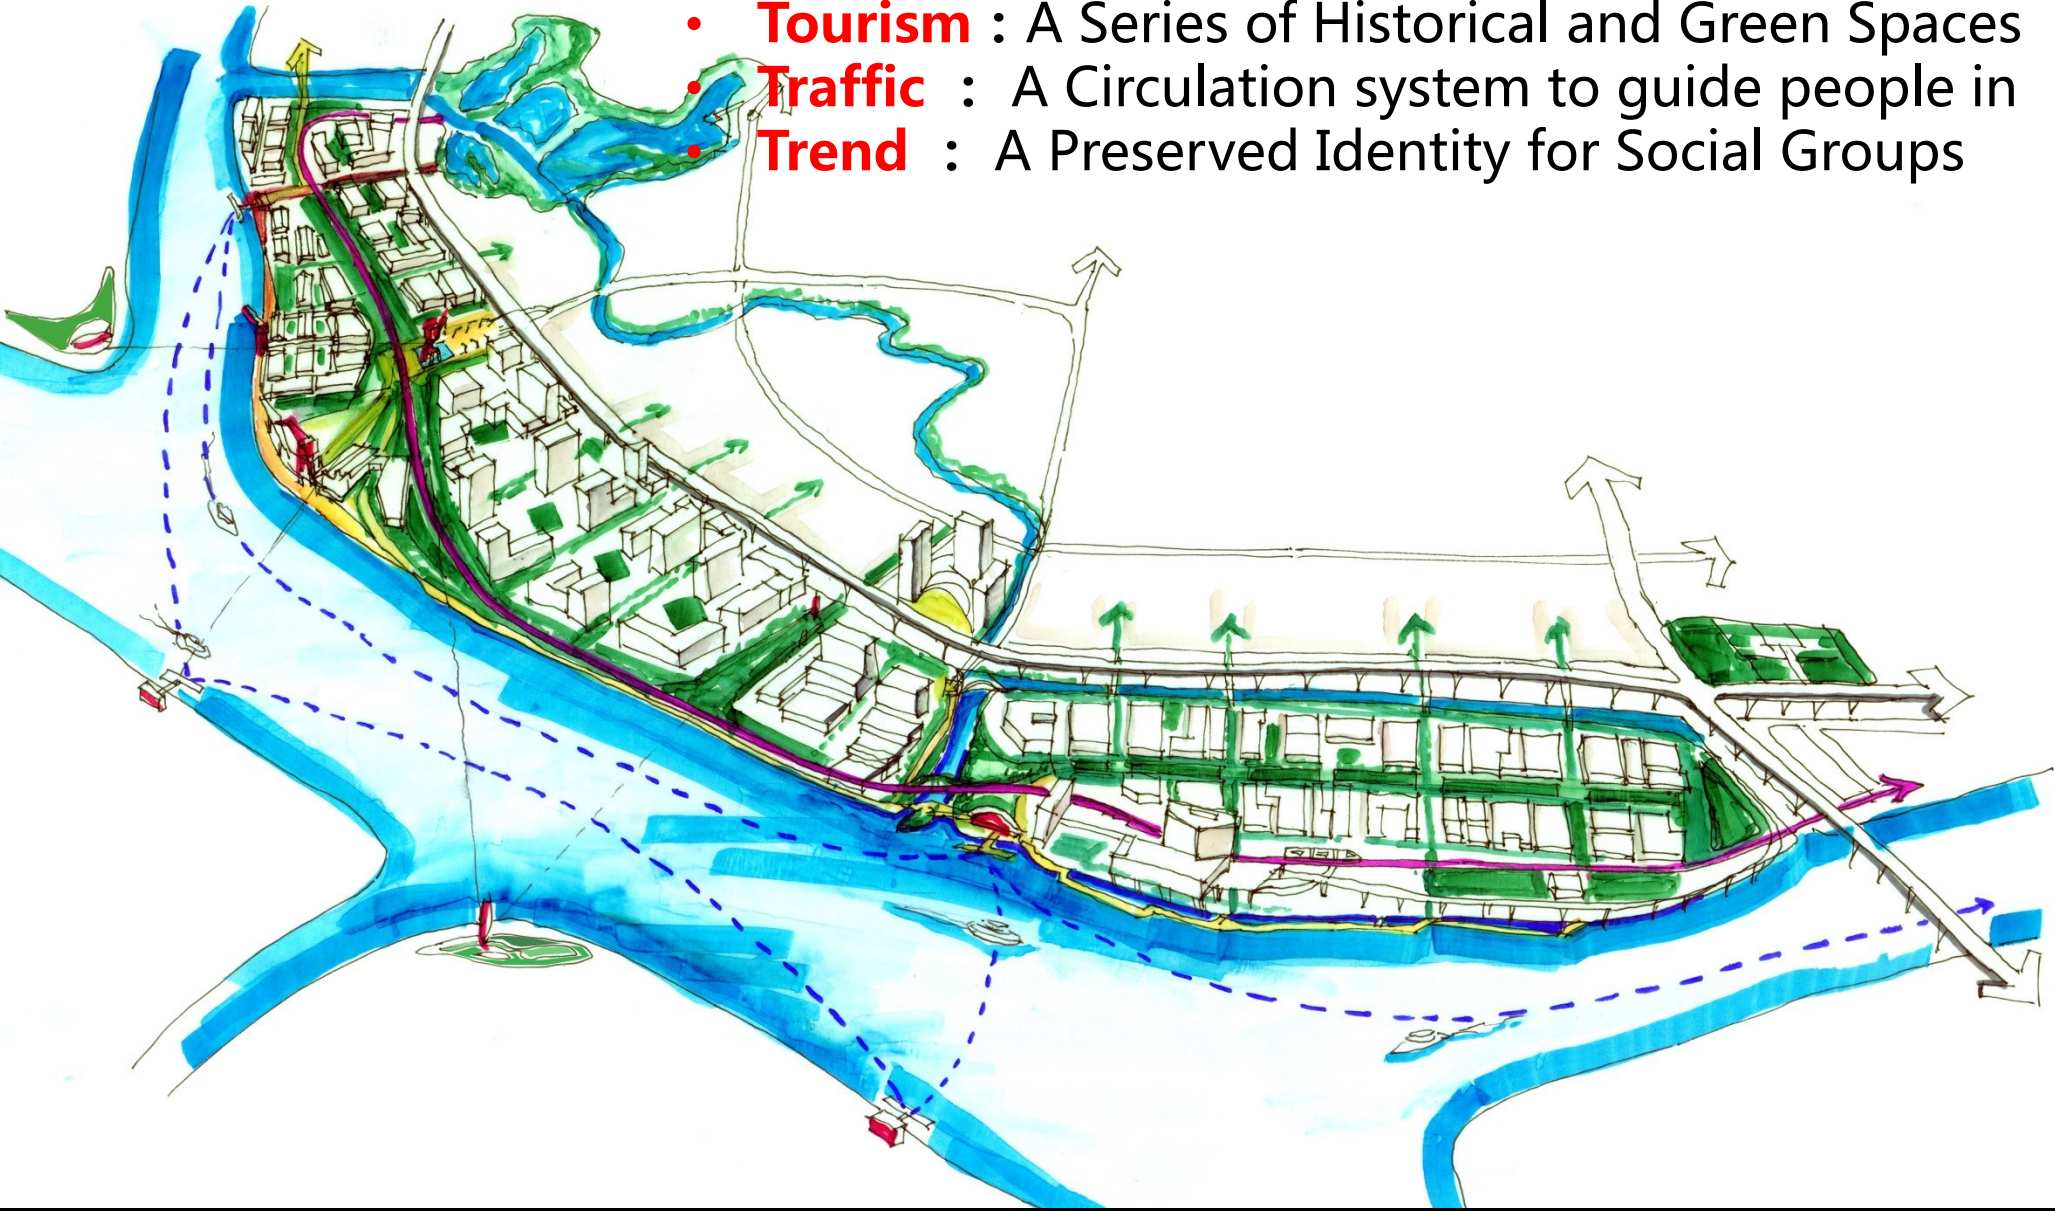 • Tourism : A Series of Historical and Green Spaces
• Traffic : A Circulation system to guide people in
• Trend : A Preserved Identity for Social Groups